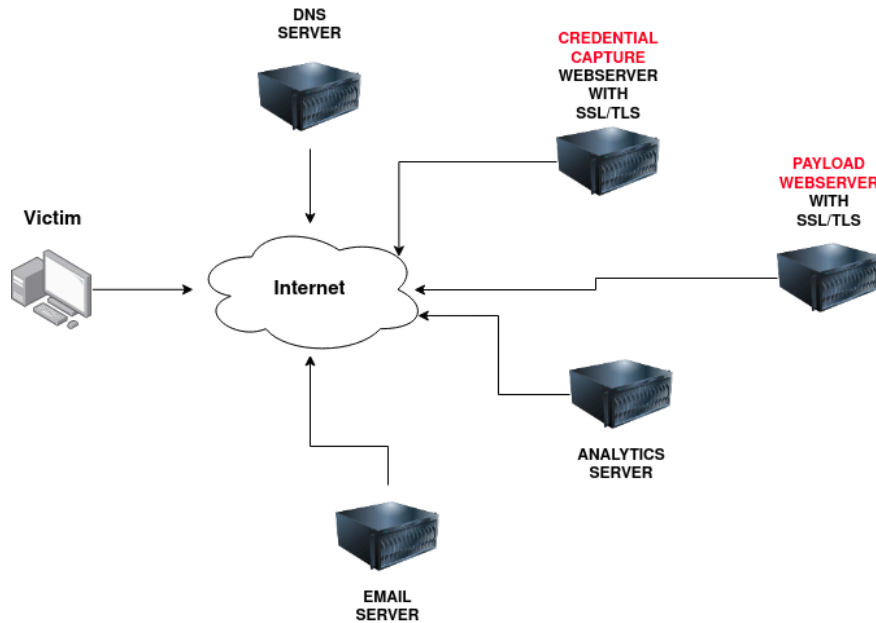 DNS
SERVER
CREDENTIAL
CAPTURE
WEBSERVER
WITH
SSL/TLS
PAYLOAD
WEBSERVER
WITH
SSL/TLS
Victim
Internet
ANALYTICS
SERVER
EMAIL
SERVER